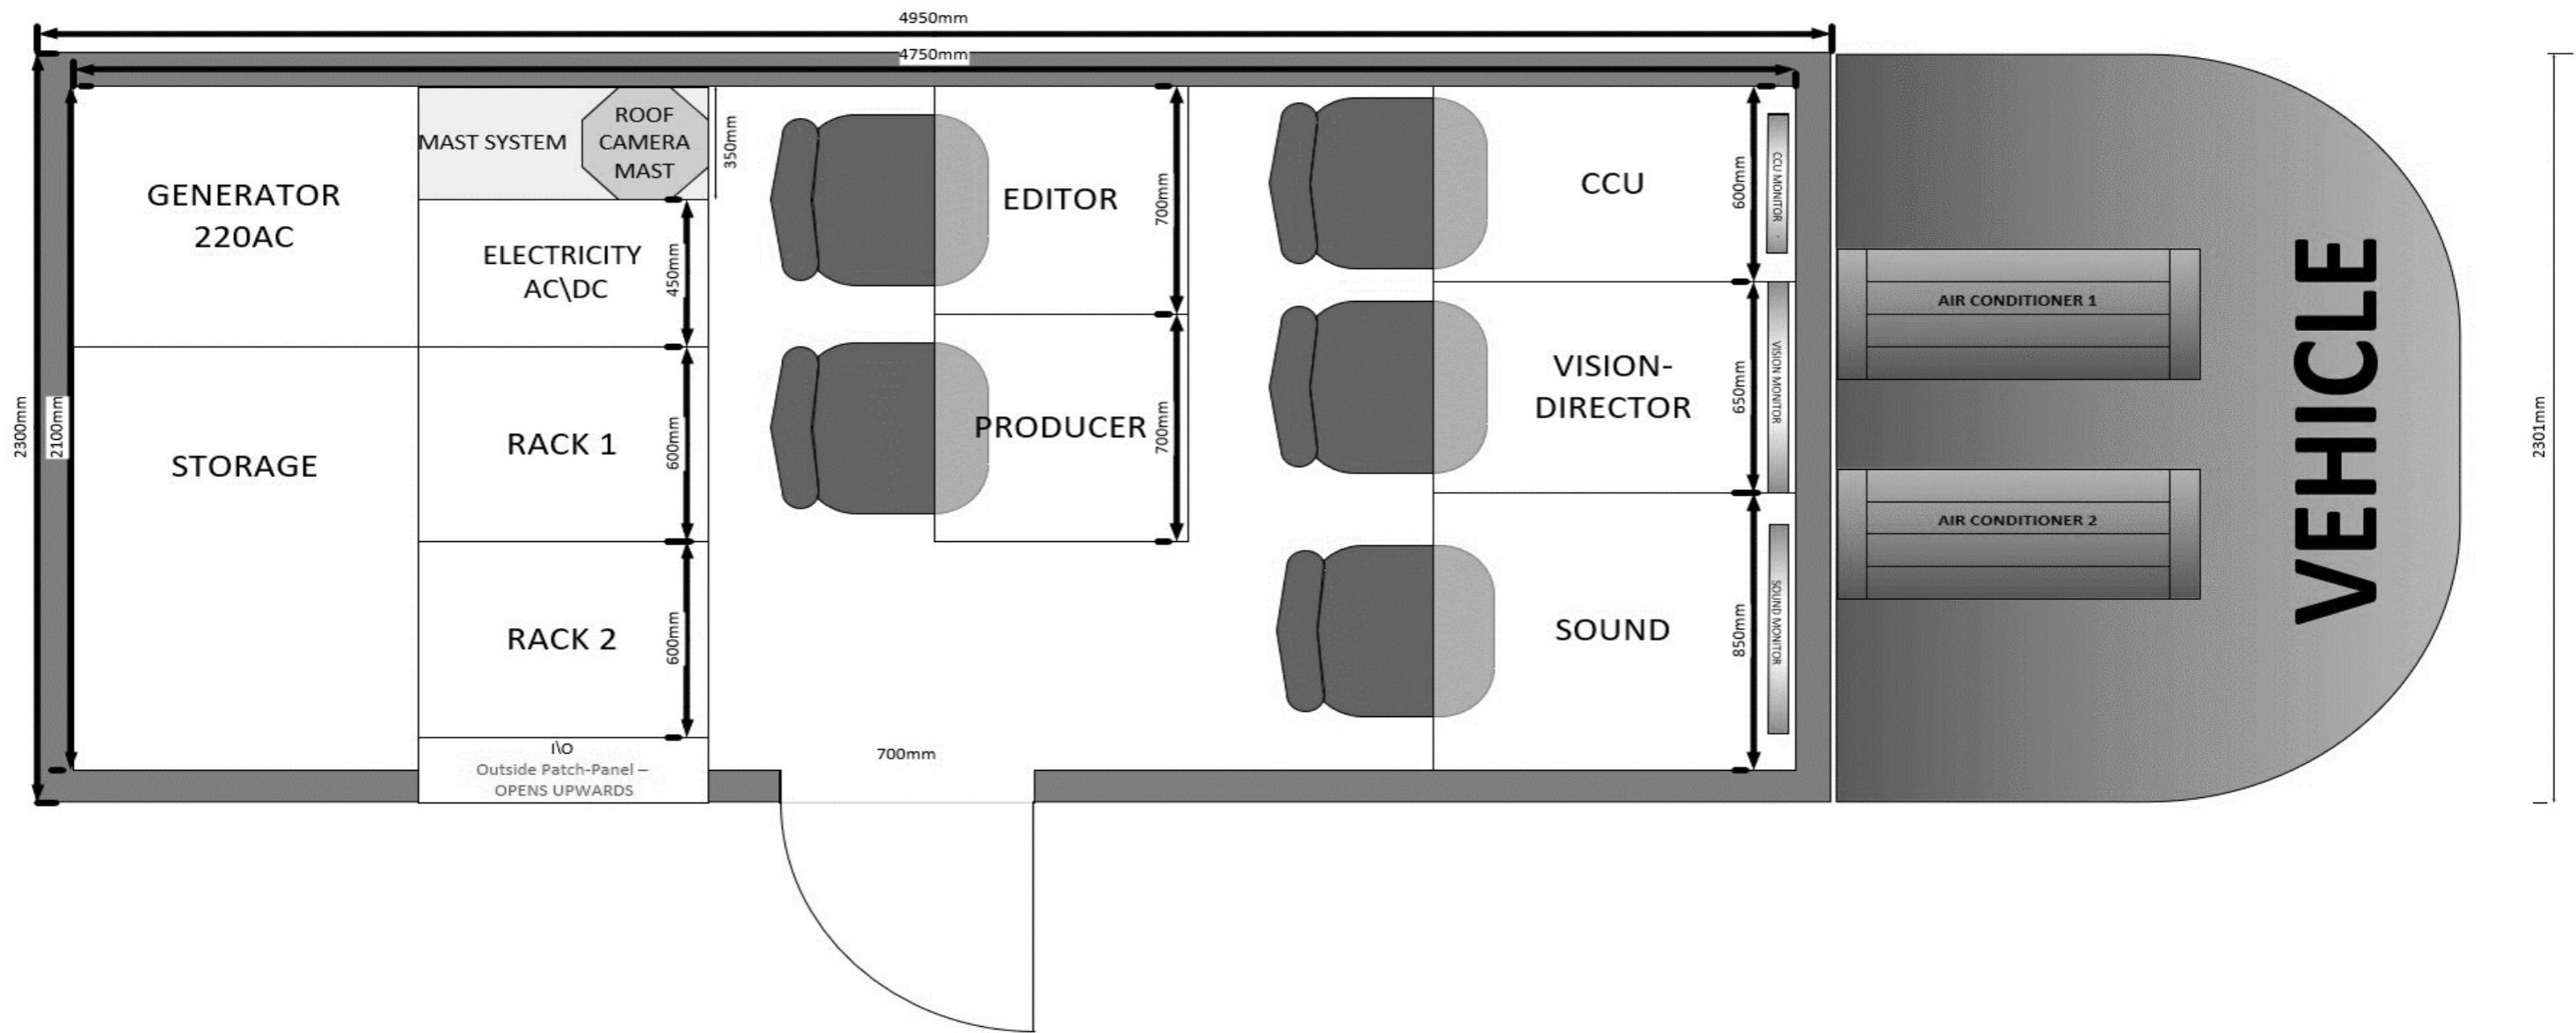 4950mm
4750mm
2300mm
2100mm
GENERATOR
220AC
STORAGE
MAST SYSTEM
ROOF
CAMERA
MAST
350mm
ELECTRICITY
AC\DC
450mm
RACK 1
600mm
RACK 2
600mm
I\O
Outside Patch-Panel –
OPENS UPWARDS
700mm
EDITOR
700mm
PRODUCER
700mm
CCU
600mm
CCU MONITOR
VISION-
DIRECTOR
650mm
VISION MONITOR
SOUND
850mm
SOUND MONITOR
AIR CONDITIONER 1
AIR CONDITIONER 2
VEHICLE
2301mm